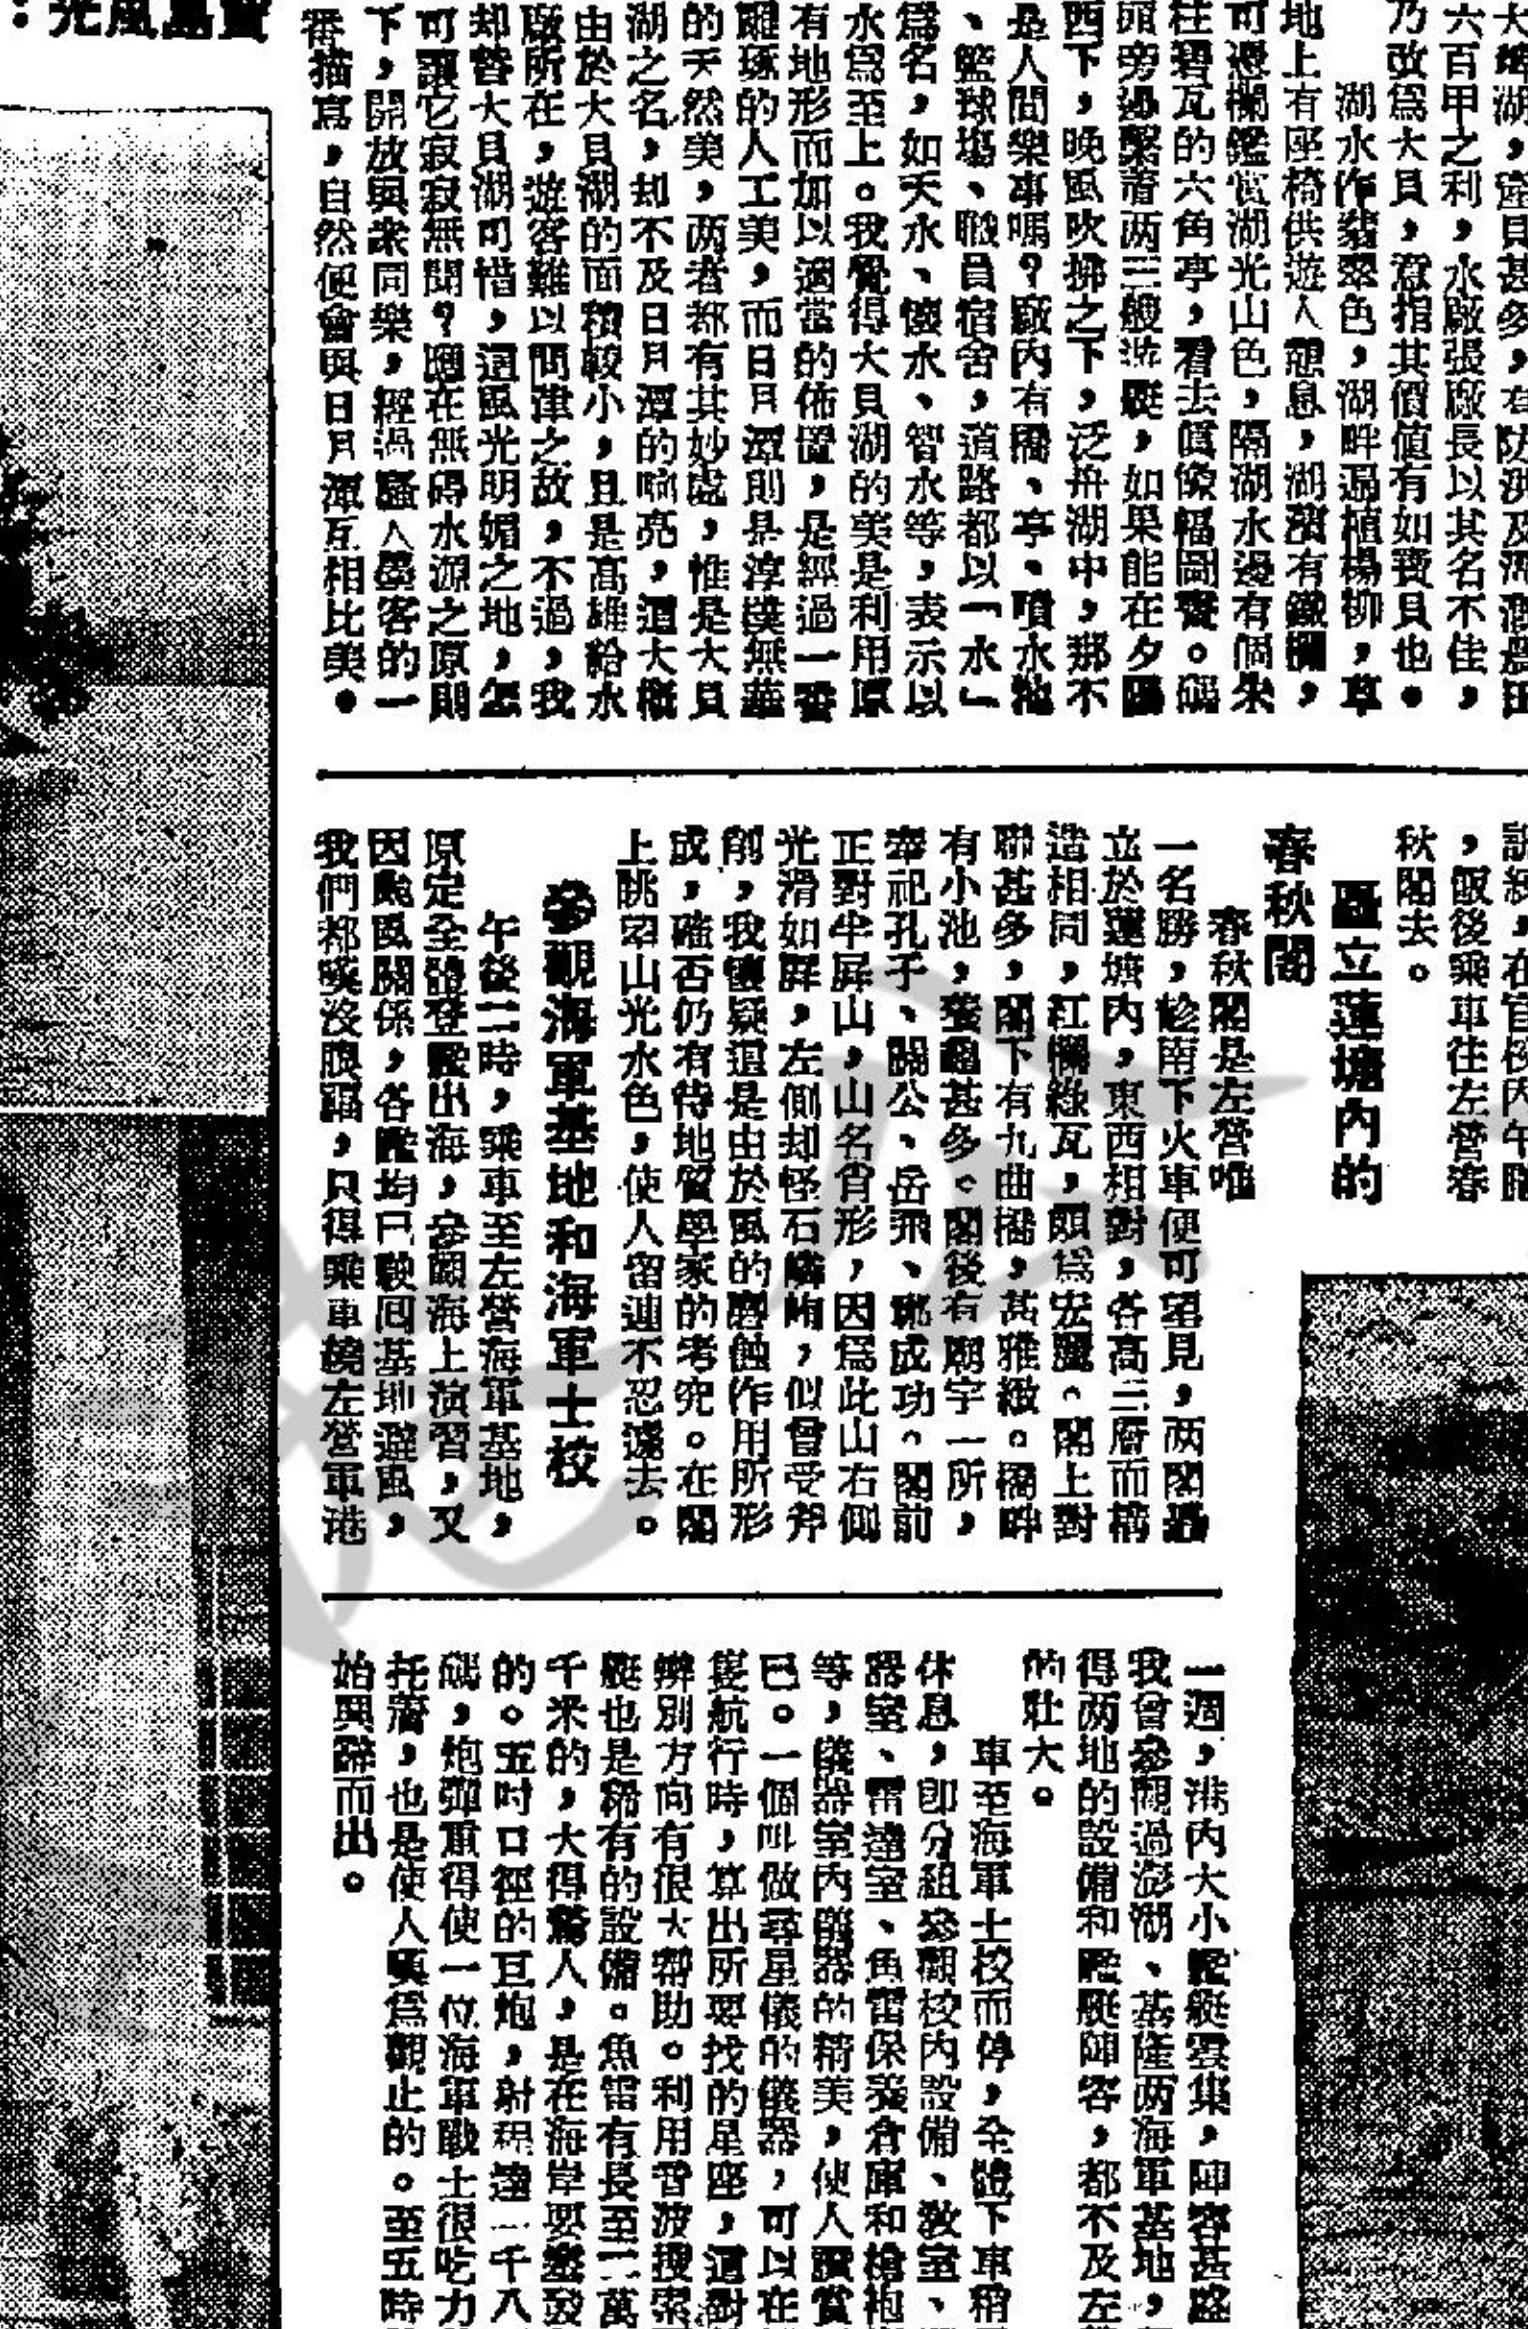 寶島風光：
大埤湖，產貝甚多，有防洪及灌溉農田
六百甲之利，水廠張廠長以其名不佳，
乃改爲大貝，意指其價值有如寶貝也。
湖水作翡翠色，湖畔遍植楊柳，草
地上有座椅供遊人憩息，湖濱有鐵欄，
可憑欄鑑賞湖光山色，隔湖水邊有個朱
柱碧瓦的六角亭，看去眞像幅圖畫。碼
頭旁邊繫着两三艘遊艇，如果能在夕陽
西下，晚風吹拂之下，泛舟湖中，那不
是人間樂事嗎？廠內有橋、亭、噴水池
、籃球場、職員宿舍，道路都以「水」
爲名，如天水、懷水、智水等，表示以
水爲至上。我覺得大貝湖的美是利用原
有地形而加以適當的佈置，是經過一番
雕琢的人工美，而日月潭則是淳樸無華
的天然美，两者都有其妙處，惟是大貝
湖之名，却不及日月潭的响亮，這大槪
由於大貝湖的面積較小，且是高雄給水
廠所在，遊客難以問津之故，不過，我
却替大貝湖可惜，這風光明媚之地，怎
可讓它寂寂無聞？應在無碍水源之原則
下，開放與衆同樂，經過騷人墨客的一
番描寫，自然便會與日月潭互相比美。
，在官校內午膳
，飯後乘車往左營春
秋閣去。
矗立蓮塘內的
春秋閣
春秋閣是左營唯
一名勝，趁南下火車便可望見，两閣矗
立於蓮塘內，東西相對，各高三層而構
造相同，紅欄綠瓦，頗爲宏麗。閣上對
聯甚多，閣下有九曲橋，甚雅緻。橋畔
有小池，養龜甚多。閣後有廟宇一所，
奉祀孔子、關公、岳飛、鄭成功。閣前
正對半屏山，山名肖形，因爲此山右側
光滑如屏，左側却怪石嶙峋，似曾受斧
削，我懷疑這是由於風的磨蝕作用所形
成，確否仍有待地質學家的考究。在閣
上眺望山光水色，使人留連不忍遽去。
參觀海軍基地和海軍士校
午後二時，乘車至左營海軍基地，
原定全體登艦出海，參觀海上演習，又
因颱風關係，各艦均已駛回基地避風，
我們都嘆沒眼福，只得乘車繞左營軍港
一週，港內大小艦艇雲集，陣容甚盛
我曾參觀過澎湖、基隆两海軍基地，
得两地的設備和艦艇陣容，都不及左
的壯大。
車至海軍士校而停，全體下車稍
休息，卽分組參觀校內設備、教室、
器室、雷達室、魚雷保養倉庫和槍砲
等，儀器室內儀器的精美，使人讚賞
已。一個叫做尋星儀的儀器，可以在
隻航行時，算出所要找的星座，這對
辨別方向有很大幫助。利用音波搜索
艇也是稀有的設備。魚雷有長至二萬
千米的，大得驚人，是在海岸要塞發
的。五吋口徑的巨炮，射程遠一千八
碼，炮彈重得使一位海軍戰士很吃力
托着，也是使人嘆爲觀止的。至五時
始興辭而出。